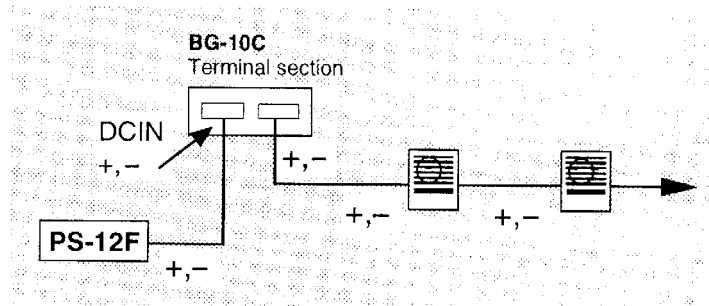 BG-10C
Terminal section
DCIN
+,–
+,–
+,–
+,–
PS-12F
+,–